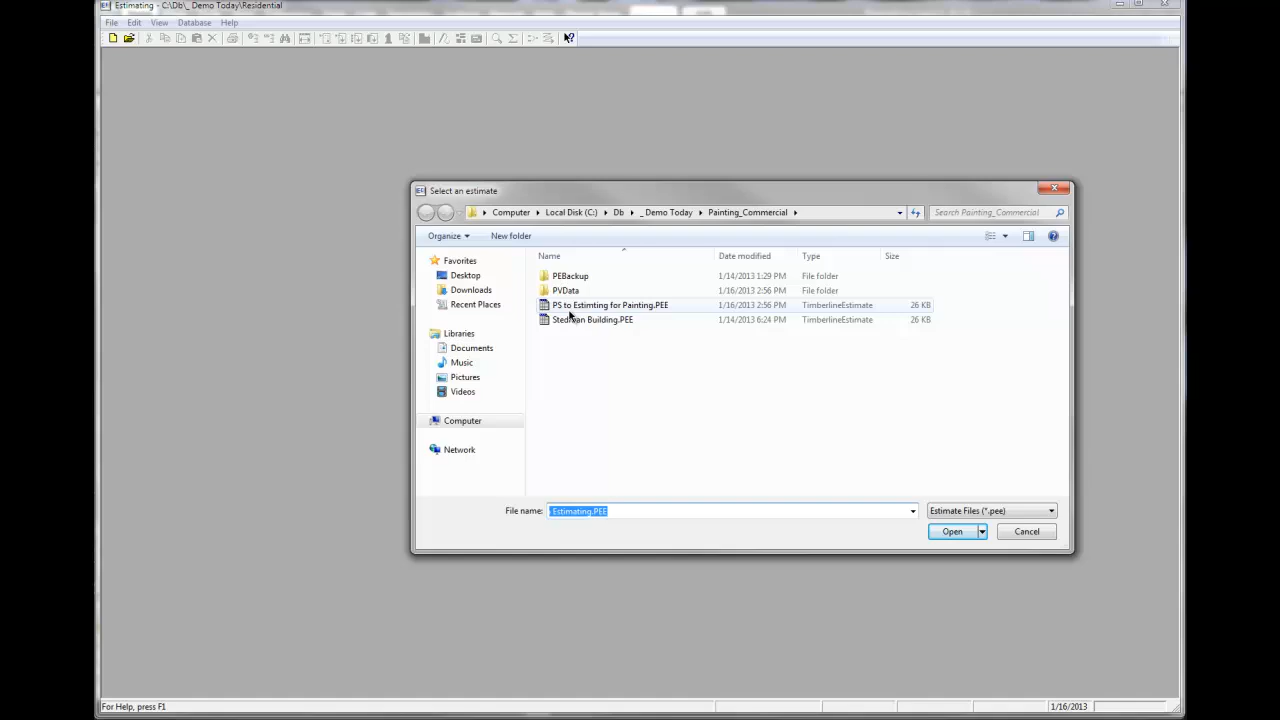 Estimating - C:\Db\_ Demo Today\Residential
File Edit View Database Help
Select an estimate
Computer Local Disk (C:) Db _ Demo Today Painting_Commercial
Search Painting_Commercial
Organize New folder
Name Date modified Type Size
Favorites
Desktop
Downloads
Recent Places
Libraries
Documents
Music
Pictures
Videos
Computer
Network
PEBackup 1/14/2013 1:29 PM File folder
PVData 1/16/2013 2:56 PM File folder
PS to Estimting for Painting.PEE 1/16/2013 2:56 PM TimberlineEstimate 26 KB
Stedman Building.PEE 1/14/2013 6:24 PM TimberlineEstimate 26 KB
File name: Estimating.PEE
Estimate Files (*.pee)
Open Cancel
For Help, press F1
1/16/2013